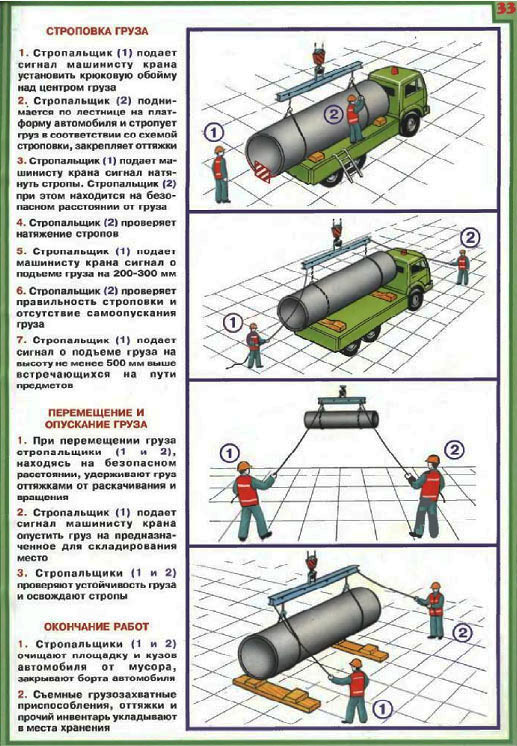 33
СТРОПОВКА ГРУЗА
1. Стропальщик (1) подает
сигнал машинисту крана
установить крюковую обойму
над центром груза
2. Стропальщик (2) подни-
мается по лестнице на плат-
форму автомобиля и стропует
груз в соответствии со схемой
строповки, закрепляет оттяжки
3. Стропальщик (1) подает ма-
шинисту крана сигнал натя-
нуть стропы. Стропальщик (2)
при этом находится на безо-
пасном расстоянии от груза
4. Стропальщик (2) проверяет
натяжение стропов
5. Стропальщик (1) подает
машинисту крана сигнал о
подъеме груза на 200-300 мм
6. Стропальщик (2) проверяет
правильность строповки и
отсутствие самоопускания
груза
7. Стропальщик (1) подает
сигнал о подъеме груза на
высоту не менее 500 мм выше
встречающихся на пути
предметов
ПЕРЕМЕЩЕНИЕ И
ОПУСКАНИЕ ГРУЗА
1. При перемещении груза
стропальщики (1 и 2),
находясь на безопасном
расстоянии, удерживают груз
оттяжками от раскачивания и
вращения
2. Стропальщик (1) подает
сигнал машинисту крана
опустить груз на предназна-
ченное для складирования
место
3. Стропальщики (1 и 2)
проверяют устойчивость груза
и освождают стропы
ОКОНЧАНИЕ РАБОТ
1. Стропальщики (1 и 2)
очищают площадку и кузов
автомобиля от мусора,
закрывают борта автомобиля
2. Съемные грузозахватные
приспособления, оттяжки и
прочий инвентарь укладывают
в места хранения
1
2
2
1
1
2
2
1